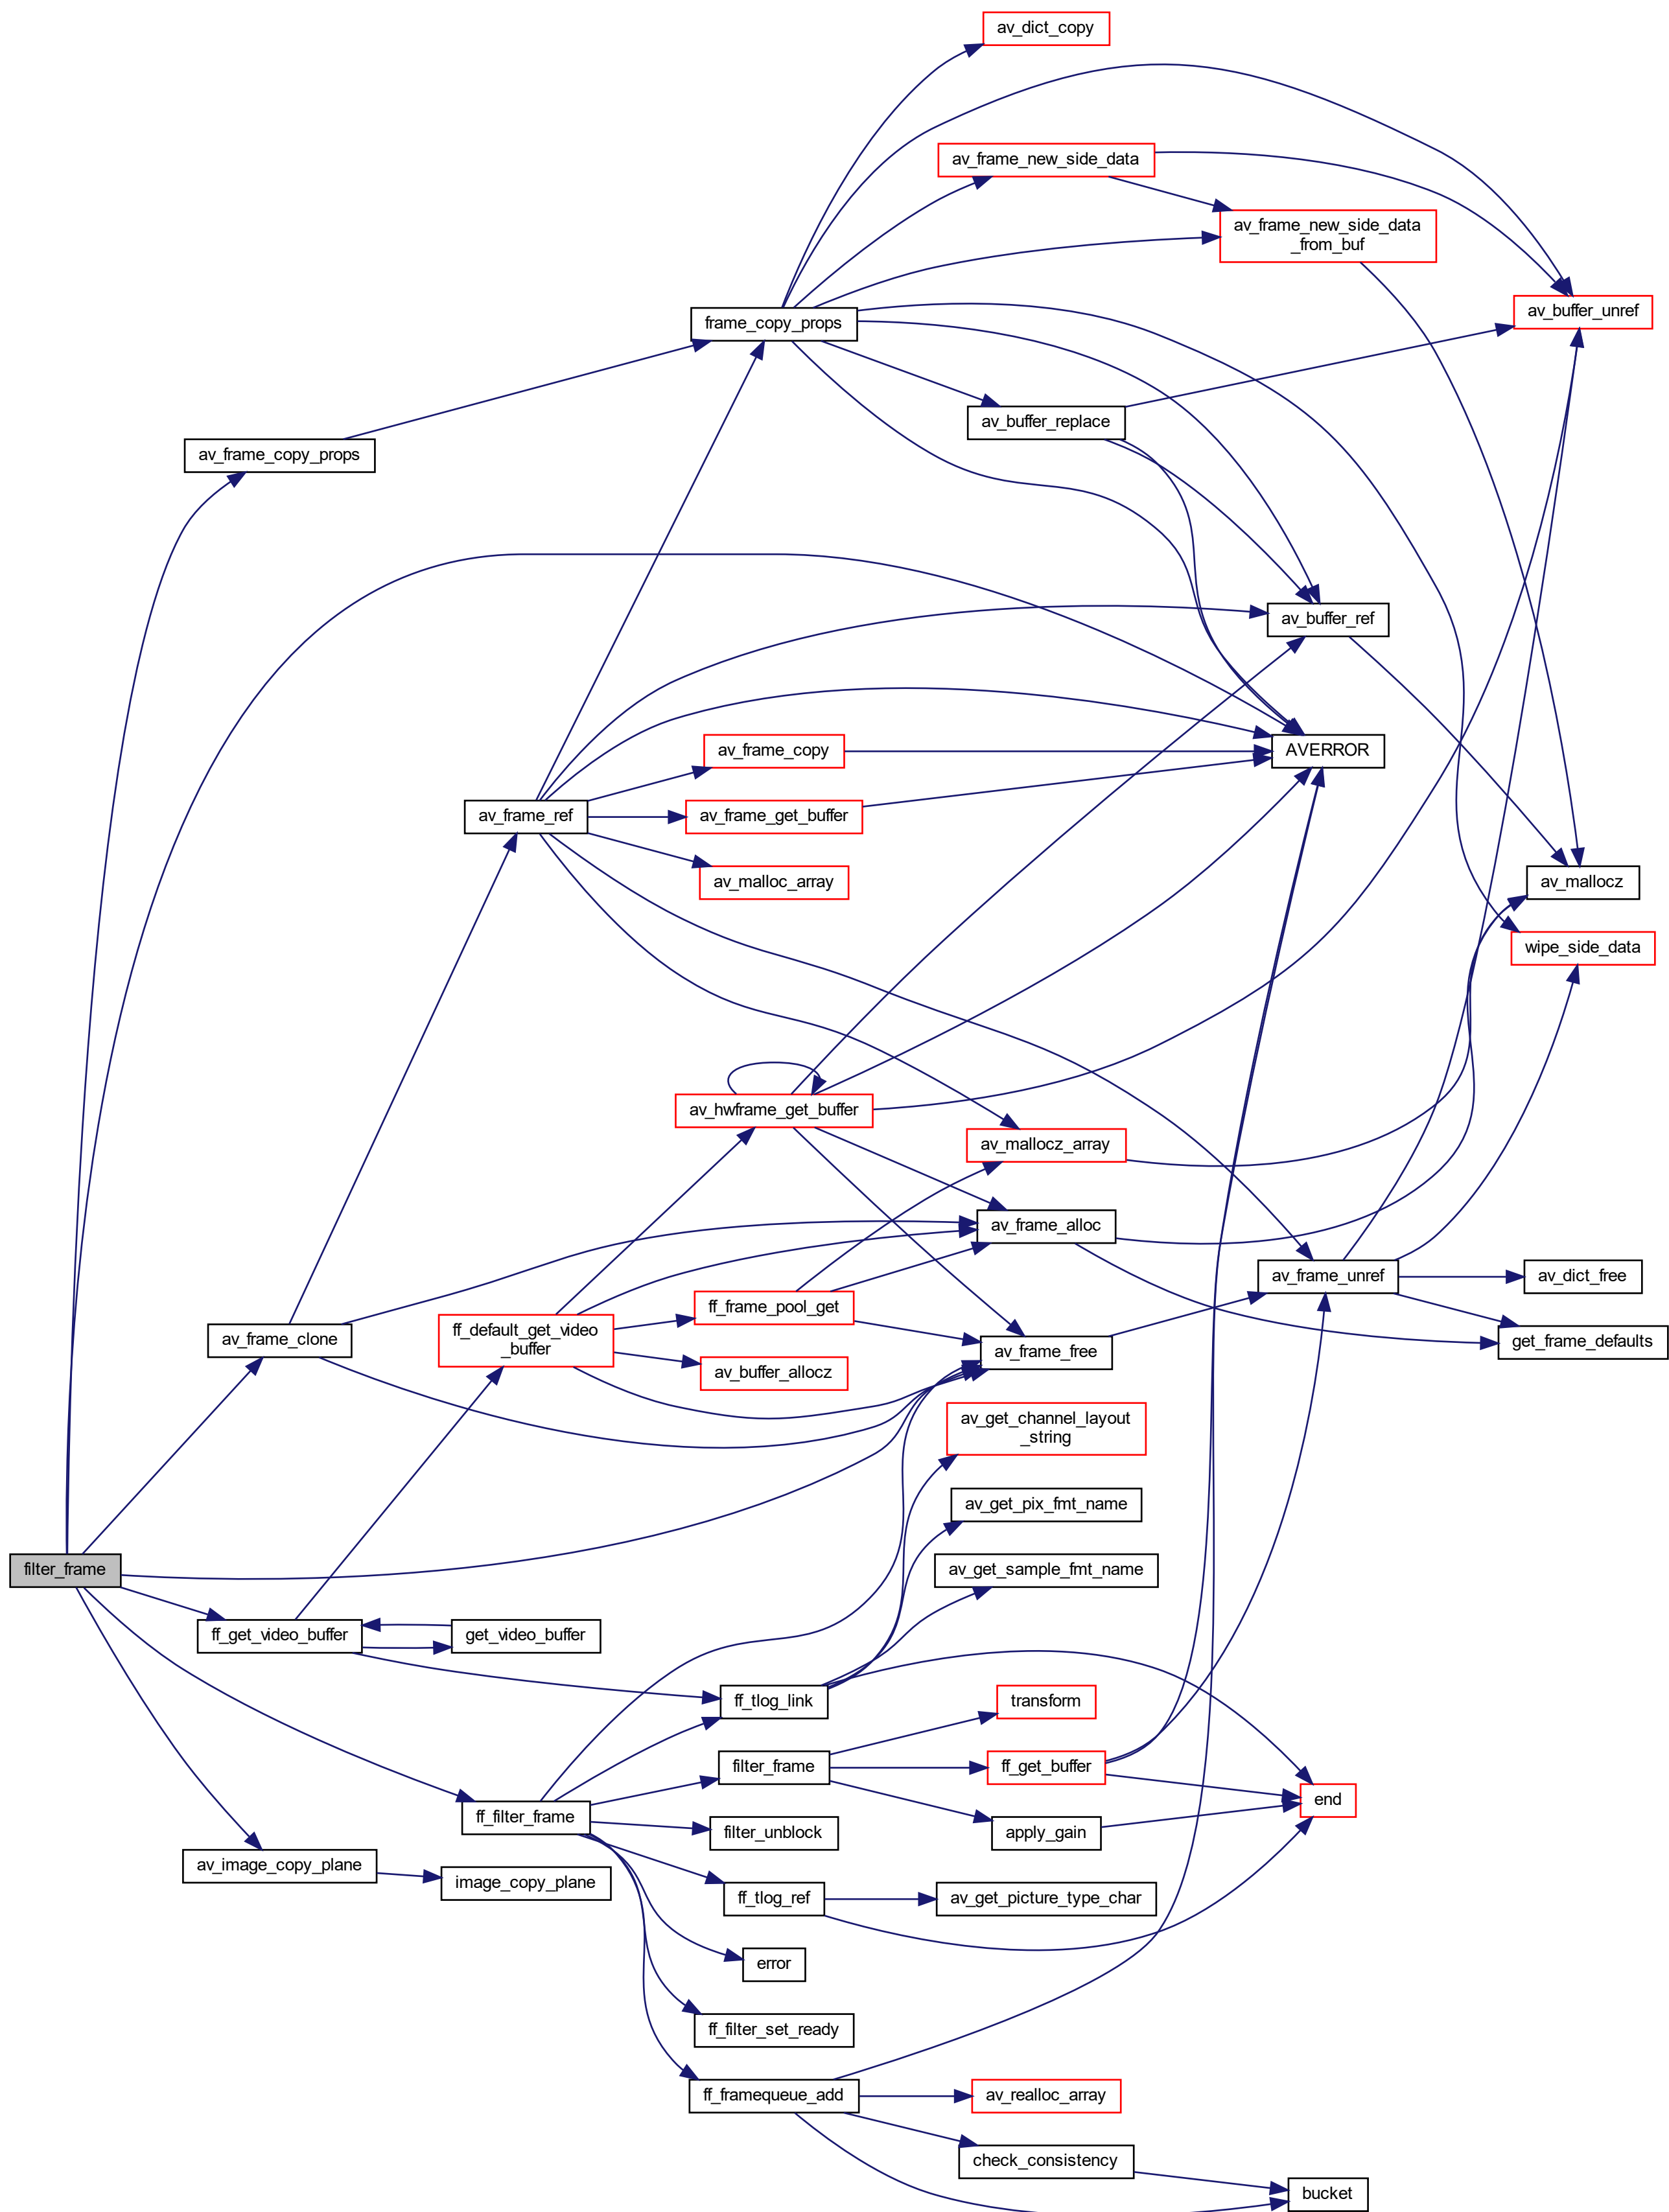 av_dict_copy
av_frame_new_side_data
av_frame_new_side_data
_from_buf
av_buffer_unref
frame_copy_props
av_buffer_replace
av_frame_copy_props
av_buffer_ref
AVERROR
av_frame_copy
av_frame_ref
av_frame_get_buffer
av_malloc_array
av_mallocz
wipe_side_data
av_hwframe_get_buffer
av_mallocz_array
av_frame_alloc
av_frame_unref
av_dict_free
ff_frame_pool_get
ff_default_get_video
_buffer
av_frame_clone
get_frame_defaults
av_frame_free
av_buffer_allocz
av_get_channel_layout
_string
av_get_pix_fmt_name
filter_frame
av_get_sample_fmt_name
ff_get_video_buffer
get_video_buffer
ff_tlog_link
transform
filter_frame
ff_get_buffer
end
ff_filter_frame
filter_unblock
apply_gain
av_image_copy_plane
image_copy_plane
ff_tlog_ref
av_get_picture_type_char
error
ff_filter_set_ready
ff_framequeue_add
av_realloc_array
check_consistency
bucket